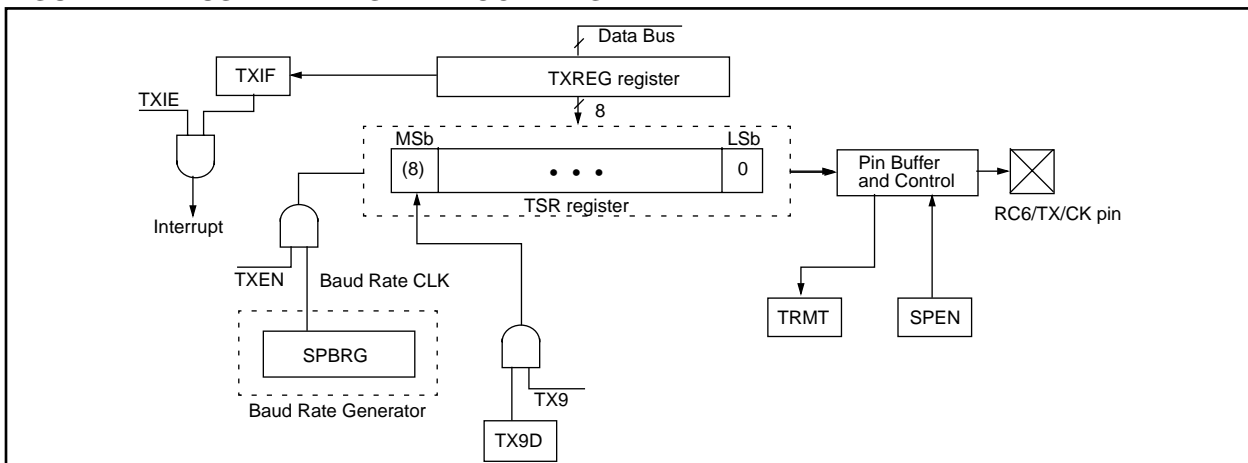 Data Bus
TXIF
TXREG register
TXIE
8
MSb
LSb
(8)
• • •
0
Pin Buffer
and Control
TSR register
Interrupt
RC6/TX/CK pin
TXEN
Baud Rate CLK
TRMT
SPEN
SPBRG
TX9
Baud Rate Generator
TX9D